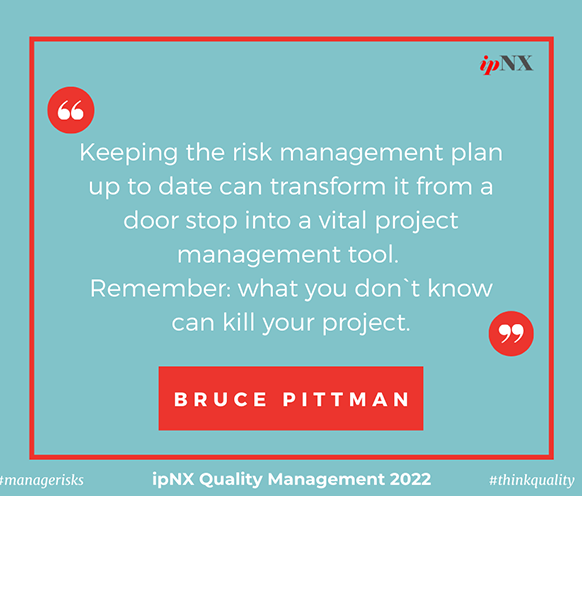 ipNX
❝
Keeping the risk management plan
up to date can transform it from a
door stop into a vital project
management tool.
Remember: what you don`t know
can kill your project.
❞
BRUCE PITTMAN
#managerisks
ipNX Quality Management 2022
#thinkquality